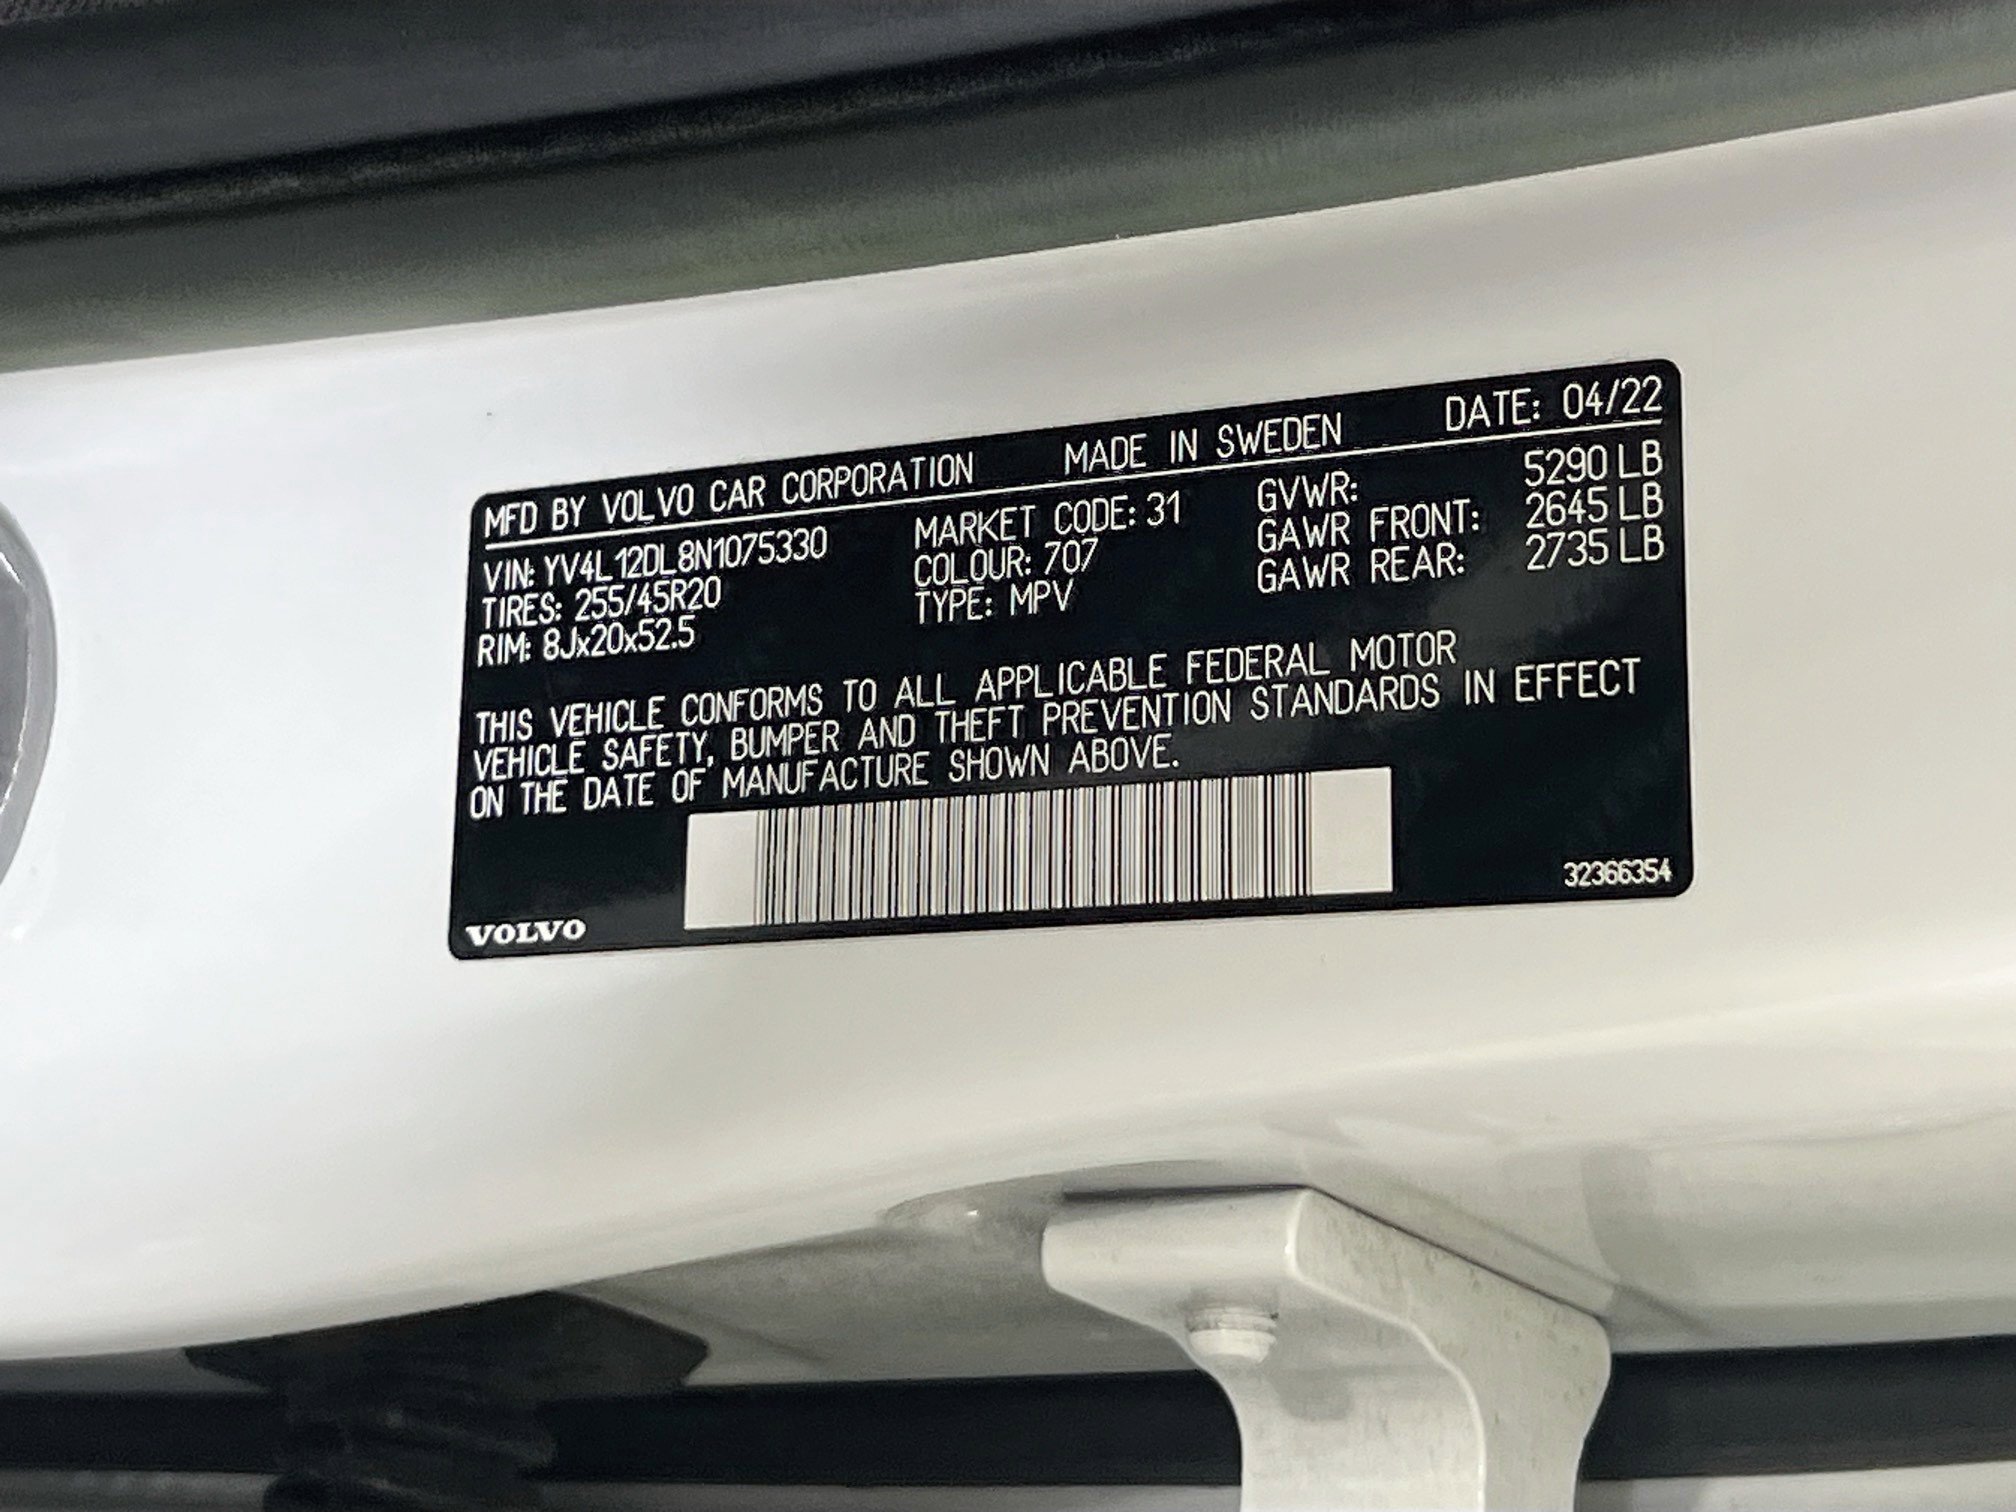 MFD BY VOLVO CAR CORPORATION MADE IN SWEDEN DATE: 04/22
VIN: YV4L12DL8N1075330 MARKET CODE: 31 GVWR: 5290 LB
TIRES: 255/45R20 COLOUR: 707 GAWR FRONT: 2645 LB
RIM: 8Jx20x52.5 TYPE: MPV GAWR REAR: 2735 LB
THIS VEHICLE CONFORMS TO ALL APPLICABLE FEDERAL MOTOR
VEHICLE SAFETY, BUMPER AND THEFT PREVENTION STANDARDS IN EFFECT
ON THE DATE OF MANUFACTURE SHOWN ABOVE.
32366354
VOLVO